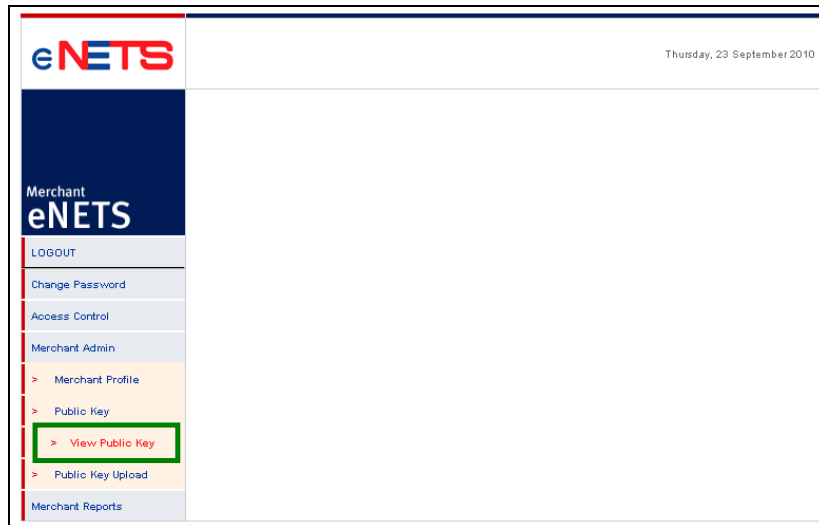 eNETS
Thursday, 23 September 2010
Merchant
eNETS
LOGOUT
Change Password
Access Control
Merchant Admin
> Merchant Profile
> Public Key
> View Public Key
> Public Key Upload
Merchant Reports